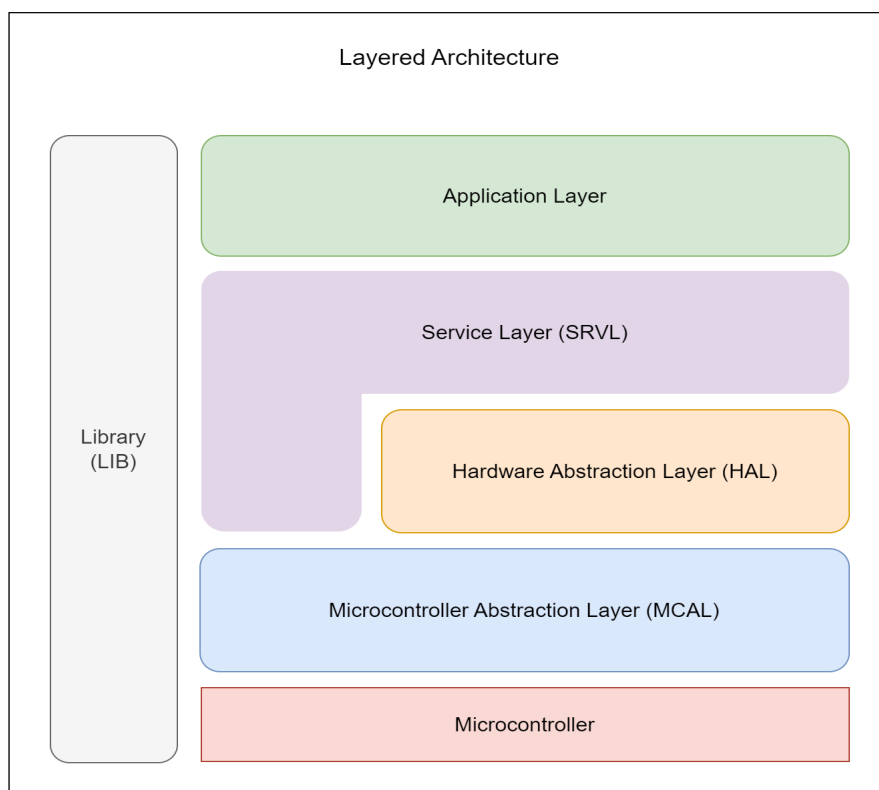 Layered Architecture
Application Layer
Service Layer (SRVL)
Library
(LIB)
Hardware Abstraction Layer (HAL)
Microcontroller Abstraction Layer (MCAL)
Microcontroller